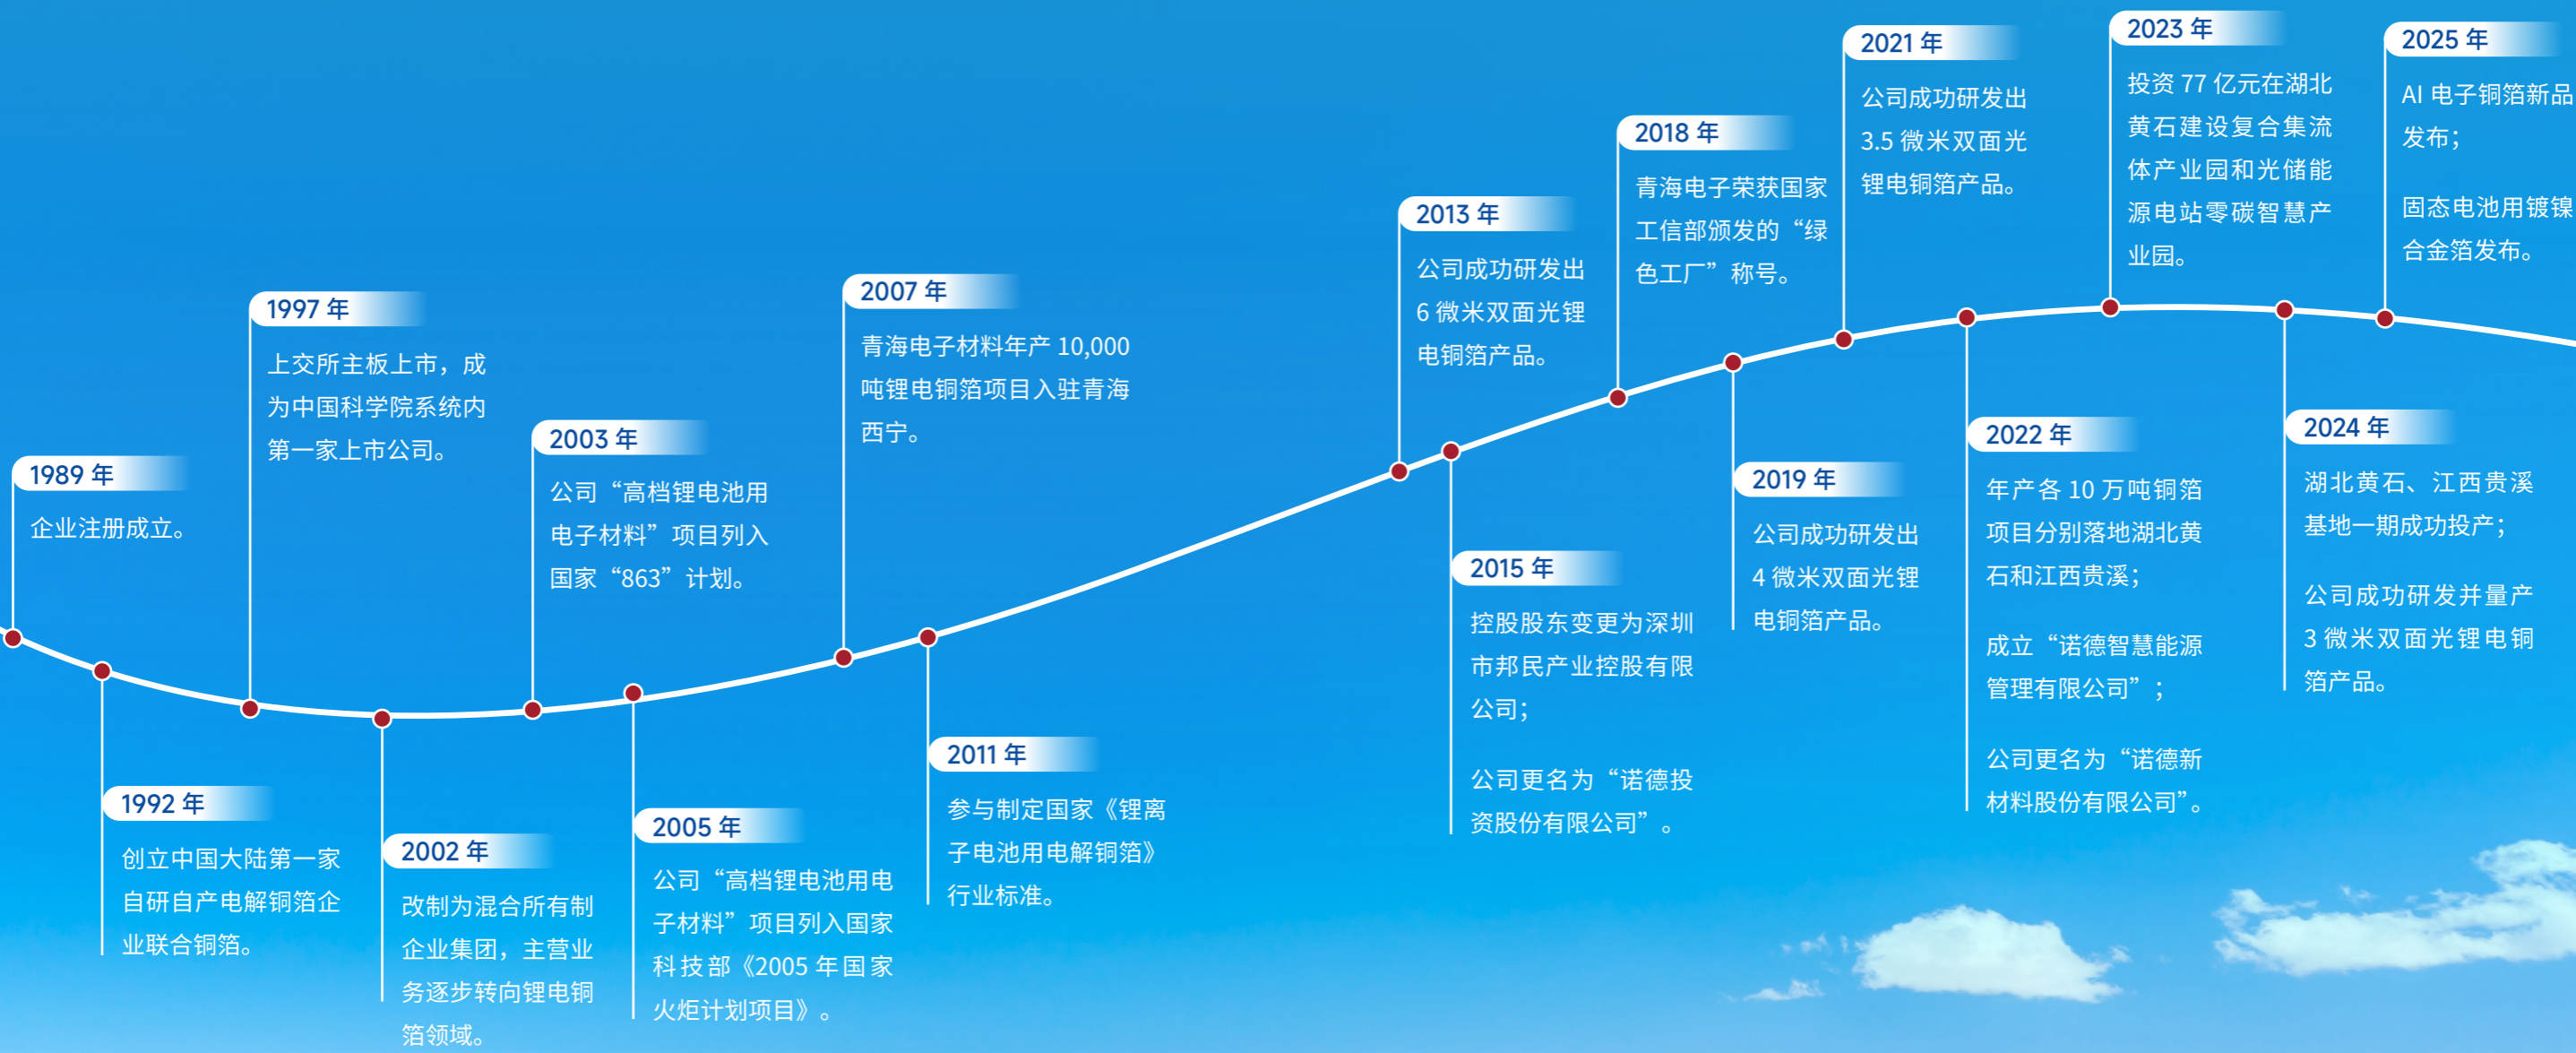 1989 年
企业注册成立。
1992 年
创立中国大陆第一家
自研自产电解铜箔企
业联合铜箔。
1997 年
上交所主板上市，成
为中国科学院系统内
第一家上市公司。
2002 年
改制为混合所有制
企业集团，主营业
务逐步转向锂电铜
箔领域。
2003 年
公司“高档锂电池用
电子材料”项目列入
国家“863”计划。
2005 年
公司“高档锂电池用电
子材料”项目列入国家
科技部《2005 年国家
火炬计划项目》。
2007 年
青海电子材料年产 10,000
吨锂电铜箔项目入驻青海
西宁。
2011 年
参与制定国家《锂离
子电池用电解铜箔》
行业标准。
2013 年
公司成功研发出
6 微米双面光锂
电铜箔产品。
2015 年
控股股东变更为深圳
市邦民产业控股有限
公司；
公司更名为“诺德投
资股份有限公司”。
2018 年
青海电子荣获国家
工信部颁发的“绿
色工厂”称号。
2019 年
公司成功研发出
4 微米双面光锂
电铜箔产品。
2021 年
公司成功研发出
3.5 微米双面光
锂电铜箔产品。
2022 年
年产各 10 万吨铜箔
项目分别落地湖北黄
石和江西贵溪；
成立“诺德智慧能源
管理有限公司”；
公司更名为“诺德新
材料股份有限公司”。
2023 年
投资 77 亿元在湖北
黄石建设复合集流
体产业园和光储能
源电站零碳智慧产
业园。
2024 年
湖北黄石、江西贵溪
基地一期成功投产；
公司成功研发并量产
3 微米双面光锂电铜
箔产品。
2025 年
AI 电子铜箔新品
发布；
固态电池用镀镍
合金箔发布。